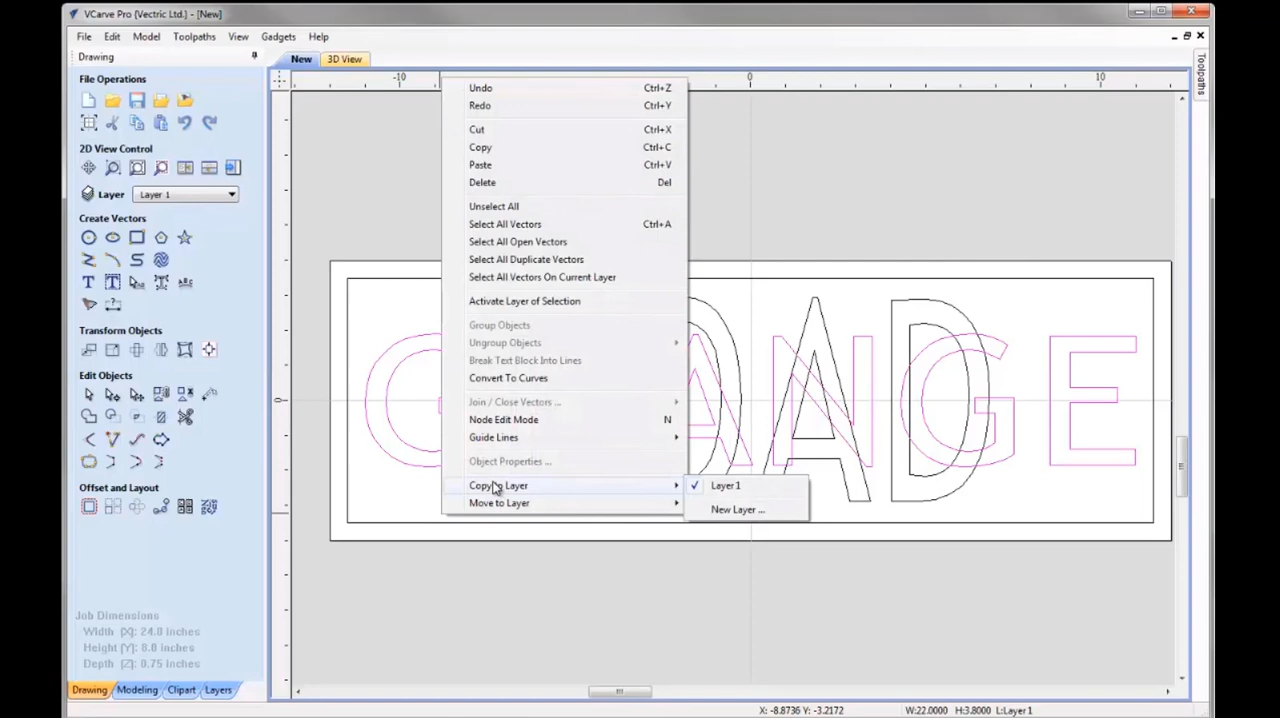 VCarve Pro {Vectric Ltd.} - [New]
File Edit Model Toolpaths View Gadgets Help
Drawing
New 3D View
Toolpaths
-10 0 10
File Operations
2D View Control
Layer Layer 1
Create Vectors
Transform Objects
Edit Objects
Offset and Layout
Undo Ctrl+Z
Redo Ctrl+Y
Cut Ctrl+X
Copy Ctrl+C
Paste Ctrl+V
Delete Del
Unselect All
Select All Vectors Ctrl+A
Select All Open Vectors
Select All Duplicate Vectors
Select All Vectors On Current Layer
Activate Layer of Selection
Group Objects
Ungroup Objects
Break Text Block Into Lines
Convert To Curves
Join / Close Vectors ...
Node Edit Mode N
Guide Lines
Object Properties ...
Copy to Layer
Move to Layer
Layer 1
New Layer ...
A D
A N G E
0
Job Dimensions
Width (X): 24.0 inches
Height (Y): 8.0 inches
Depth (Z): 0.75 inches
Drawing Modeling Clipart Layers
X: -8.8736 Y: -3.2172 W:22.0000 H:3.8000 L:Layer 1